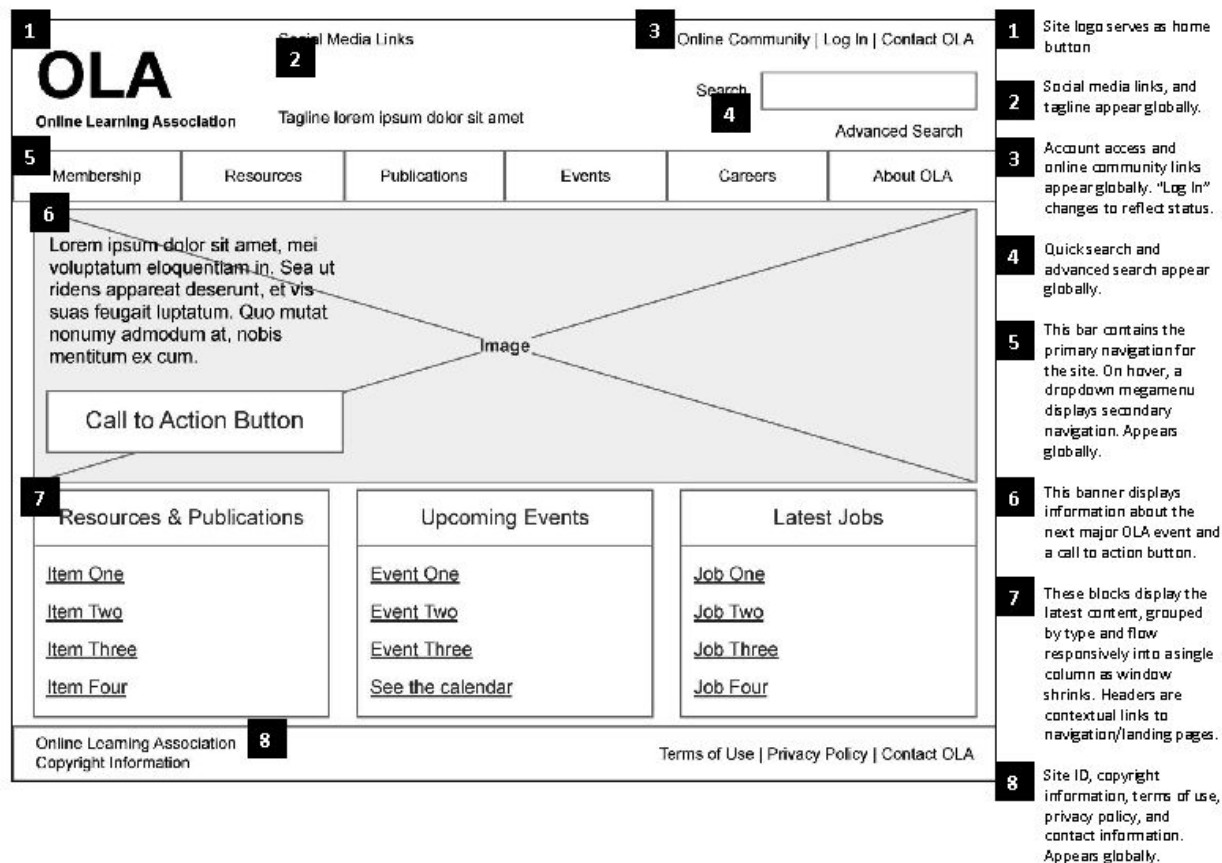 1
Social Media Links
2
3
Online Community | Log In | Contact OLA
OLA
Online Learning Association
Tagline lorem ipsum dolor sit amet
Search
4
Advanced Search
5
Membership
Resources
Publications
Events
Careers
About OLA
6
Lorem ipsum dolor sit amet, mei
voluptatum eloquentiam in. Sea ut
ridens appareat deserunt, et vis
suas feugait luptatum. Quo mutat
nonumy admodum at, nobis
mentitum ex cum.
Image
Call to Action Button
7
Resources & Publications
Item One
Item Two
Item Three
Item Four
Upcoming Events
Event One
Event Two
Event Three
See the calendar
Latest Jobs
Job One
Job Two
Job Three
Job Four
Online Learning Association
Copyright Information
8
Terms of Use | Privacy Policy | Contact OLA
1
Site logo serves as home
button
2
Social media links, and
tagline appear globally.
3
Account access and
online community links
appear globally. "Log In"
changes to reflect status.
4
Quick search and
advanced search appear
globally.
5
This bar contains the
primary navigation for
the site. On hover, a
dropdown megamenu
displays secondary
navigation. Appears
globally.
6
This banner displays
information about the
next major OLA event and
a call to action button.
7
These blocks display the
latest content, grouped
by type and flow
responsively into a single
column as window
shrinks. Headers are
contextual links to
navigation/landing pages.
8
Site ID, copyright
information, terms of use,
privacy policy, and
contact information.
Appears globally.